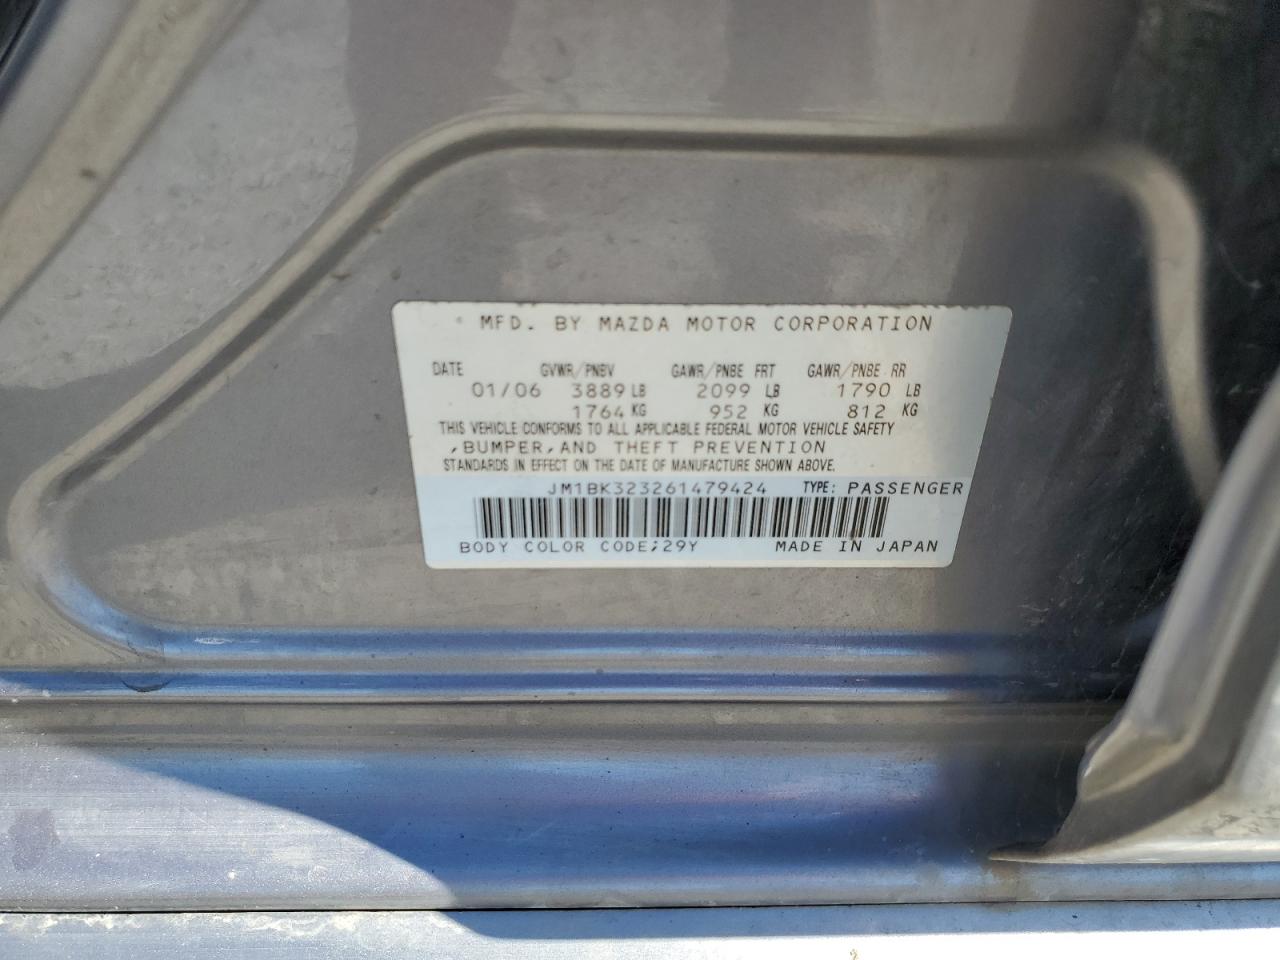 MFD. BY MAZDA MOTOR CORPORATION
DATE GVWR/PNBV GAWR/PNBE FRT GAWR/PNBE RR
01/06 3889 LB 2099 LB 1790 LB
1764 KG 952 KG 812 KG
THIS VEHICLE CONFORMS TO ALL APPLICABLE FEDERAL MOTOR VEHICLE SAFETY
,BUMPER,AND THEFT PREVENTION
STANDARDS IN EFFECT ON THE DATE OF MANUFACTURE SHOWN ABOVE.
JM1BK323261479424 TYPE: PASSENGER
BODY COLOR CODE;29Y MADE IN JAPAN